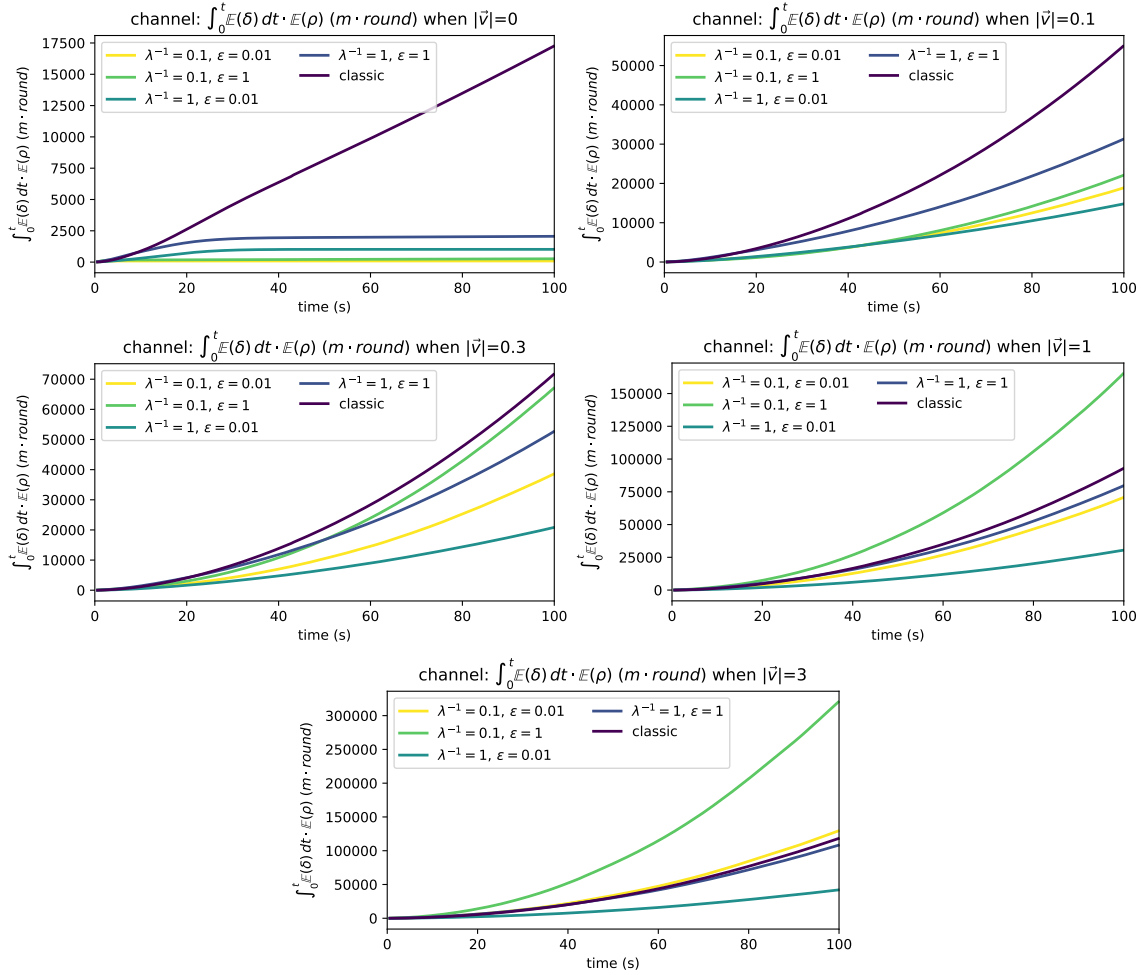 channel: ∫₀ᵗ𝔼(δ) dt · 𝔼(ρ) (m · round) when |v⃗|=0
∫₀ᵗ𝔼(δ) dt · 𝔼(ρ) (m · round)
17500
15000
12500
10000
7500
5000
2500
0
λ⁻¹ = 0.1, ε = 0.01
λ⁻¹ = 0.1, ε = 1
λ⁻¹ = 1, ε = 0.01
λ⁻¹ = 1, ε = 1
classic
0 20 40 60 80 100
time (s)
channel: ∫₀ᵗ𝔼(δ) dt · 𝔼(ρ) (m · round) when |v⃗|=0.1
∫₀ᵗ𝔼(δ) dt · 𝔼(ρ) (m · round)
50000
40000
30000
20000
10000
0
λ⁻¹ = 0.1, ε = 0.01
λ⁻¹ = 0.1, ε = 1
λ⁻¹ = 1, ε = 0.01
λ⁻¹ = 1, ε = 1
classic
0 20 40 60 80 100
time (s)
channel: ∫₀ᵗ𝔼(δ) dt · 𝔼(ρ) (m · round) when |v⃗|=0.3
∫₀ᵗ𝔼(δ) dt · 𝔼(ρ) (m · round)
70000
60000
50000
40000
30000
20000
10000
0
λ⁻¹ = 0.1, ε = 0.01
λ⁻¹ = 0.1, ε = 1
λ⁻¹ = 1, ε = 0.01
λ⁻¹ = 1, ε = 1
classic
0 20 40 60 80 100
time (s)
channel: ∫₀ᵗ𝔼(δ) dt · 𝔼(ρ) (m · round) when |v⃗|=1
∫₀ᵗ𝔼(δ) dt · 𝔼(ρ) (m · round)
150000
125000
100000
75000
50000
25000
0
λ⁻¹ = 0.1, ε = 0.01
λ⁻¹ = 0.1, ε = 1
λ⁻¹ = 1, ε = 0.01
λ⁻¹ = 1, ε = 1
classic
0 20 40 60 80 100
time (s)
channel: ∫₀ᵗ𝔼(δ) dt · 𝔼(ρ) (m · round) when |v⃗|=3
∫₀ᵗ𝔼(δ) dt · 𝔼(ρ) (m · round)
300000
250000
200000
150000
100000
50000
0
λ⁻¹ = 0.1, ε = 0.01
λ⁻¹ = 0.1, ε = 1
λ⁻¹ = 1, ε = 0.01
λ⁻¹ = 1, ε = 1
classic
0 20 40 60 80 100
time (s)